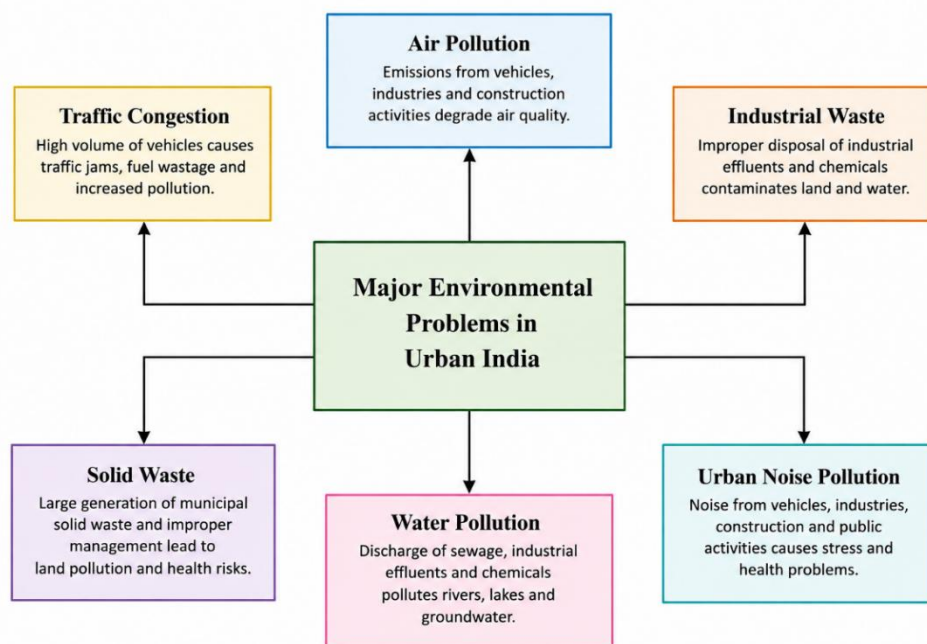 Air Pollution
Emissions from vehicles,
industries and construction
activities degrade air quality.
Traffic Congestion
High volume of vehicles causes
traffic jams, fuel wastage and
increased pollution.
Industrial Waste
Improper disposal of industrial
effluents and chemicals
contaminates land and water.
Major Environmental
Problems in
Urban India
Solid Waste
Large generation of municipal
solid waste and improper
management lead to
land pollution and health risks.
Water Pollution
Discharge of sewage, industrial
effluents and chemicals
pollutes rivers, lakes and
groundwater.
Urban Noise Pollution
Noise from vehicles, industries,
construction and public
activities causes stress and
health problems.